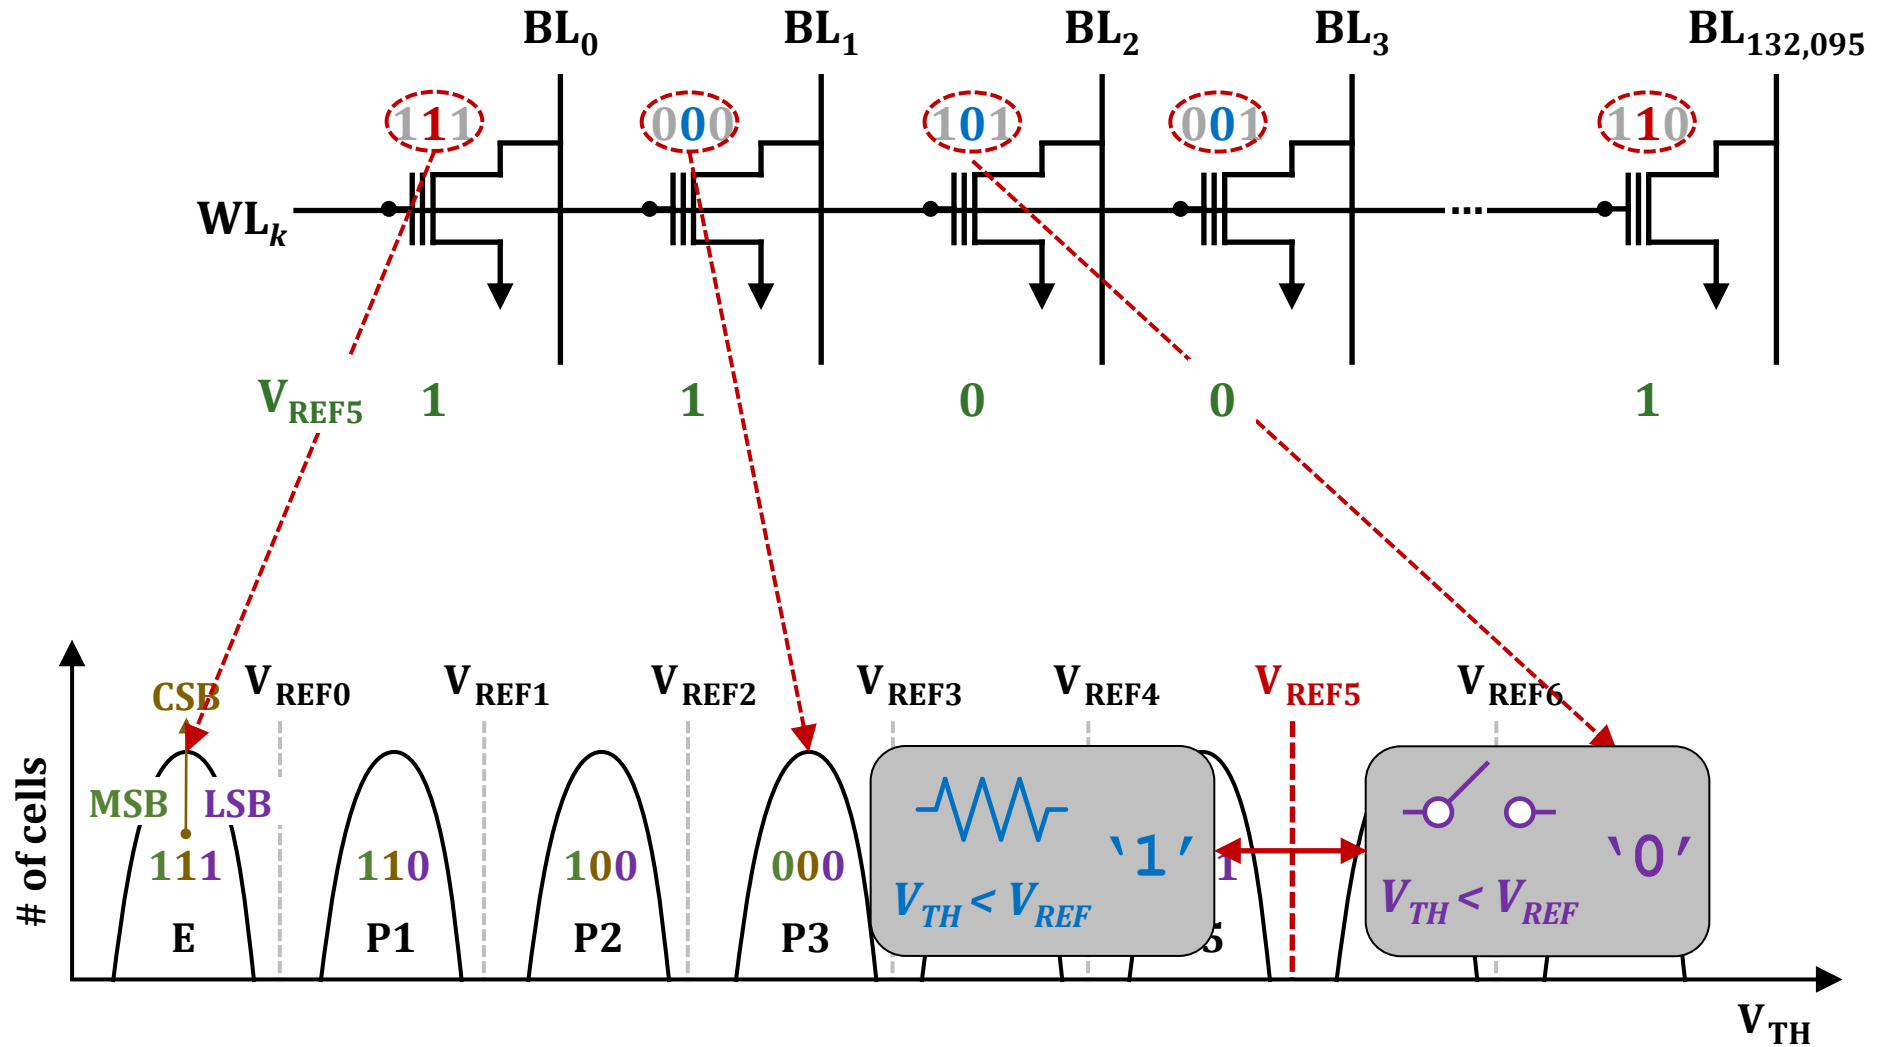 BL0 BL1 BL2 BL3 BL132,095
111 000 101 001 110
WLk ...
VREF5 1 1 0 0 1
CSB VREF0 VREF1 VREF2 VREF3 VREF4 VREF5 VREF6
MSB LSB
# of cells
111 110 100 000 1
E P1 P2 P3 5
‘1’
VTH < VREF
‘0’
VTH < VREF
VTH